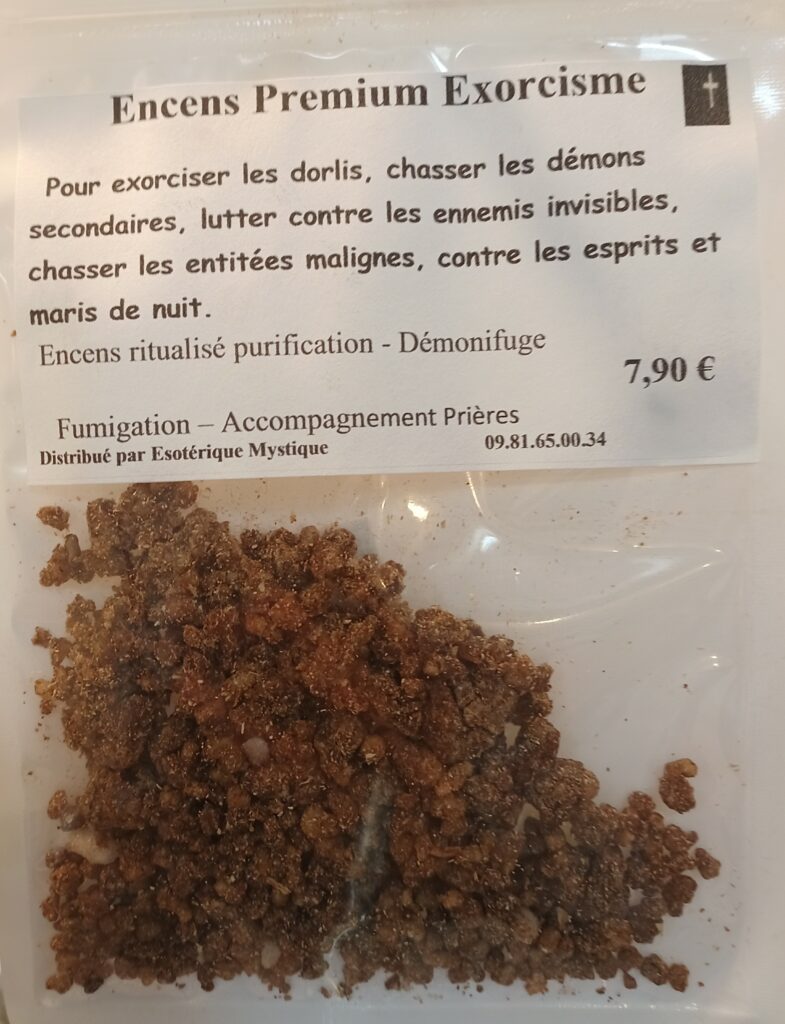 Encens Premium Exorcisme
Pour exorciser les dorlis, chasser les démons
secondaires, lutter contre les ennemis invisibles,
chasser les entitées malignes, contre les esprits et
maris de nuit.
Encens ritualisé purification - Démonifuge
7,90 €
Fumigation – Accompagnement Prières
Distribué par Esotérique Mystique 09.81.65.00.34